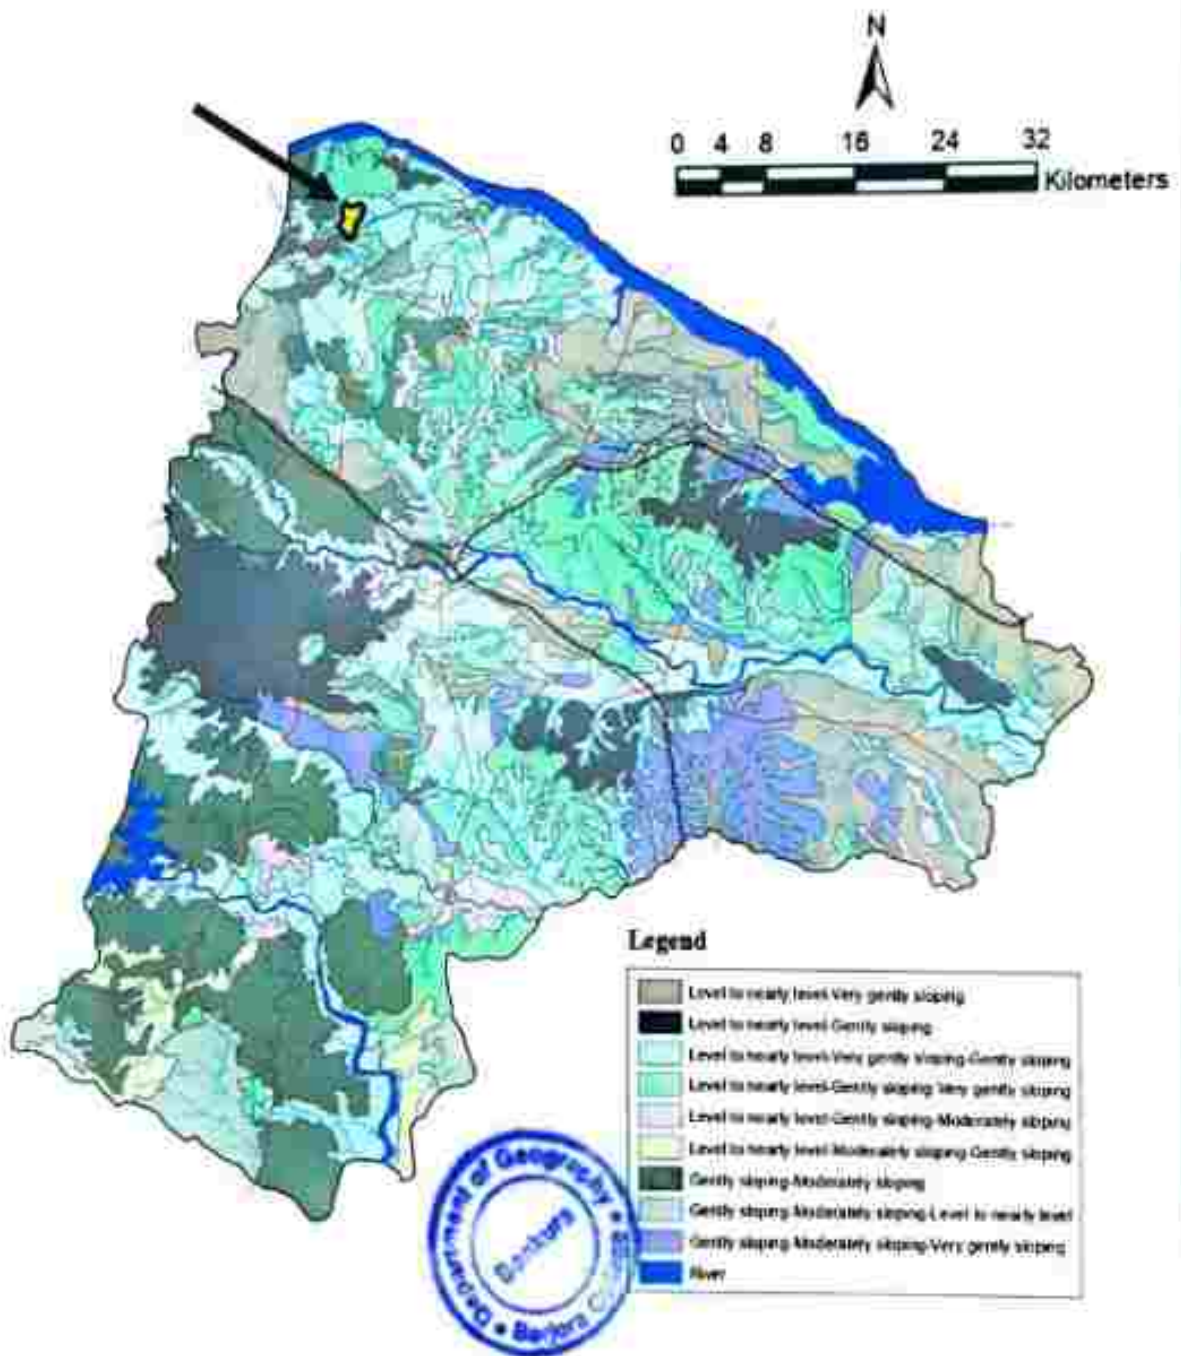 N
0 4 8 16 24 32
Kilometers
Legend
Level to nearly level-Very gently sloping
Level to nearly level-Gently sloping
Level to nearly level-Very gently sloping-Gently sloping
Level to nearly level-Gently sloping-Very gently sloping
Level to nearly level-Gently sloping-Moderately sloping
Level to nearly level-Moderately sloping-Gently sloping
Gently sloping-Moderately sloping
Gently sloping-Moderately sloping-Level to nearly level
Gently sloping-Moderately sloping-Very gently sloping
River
Department of Geography
Barjora
Bankura